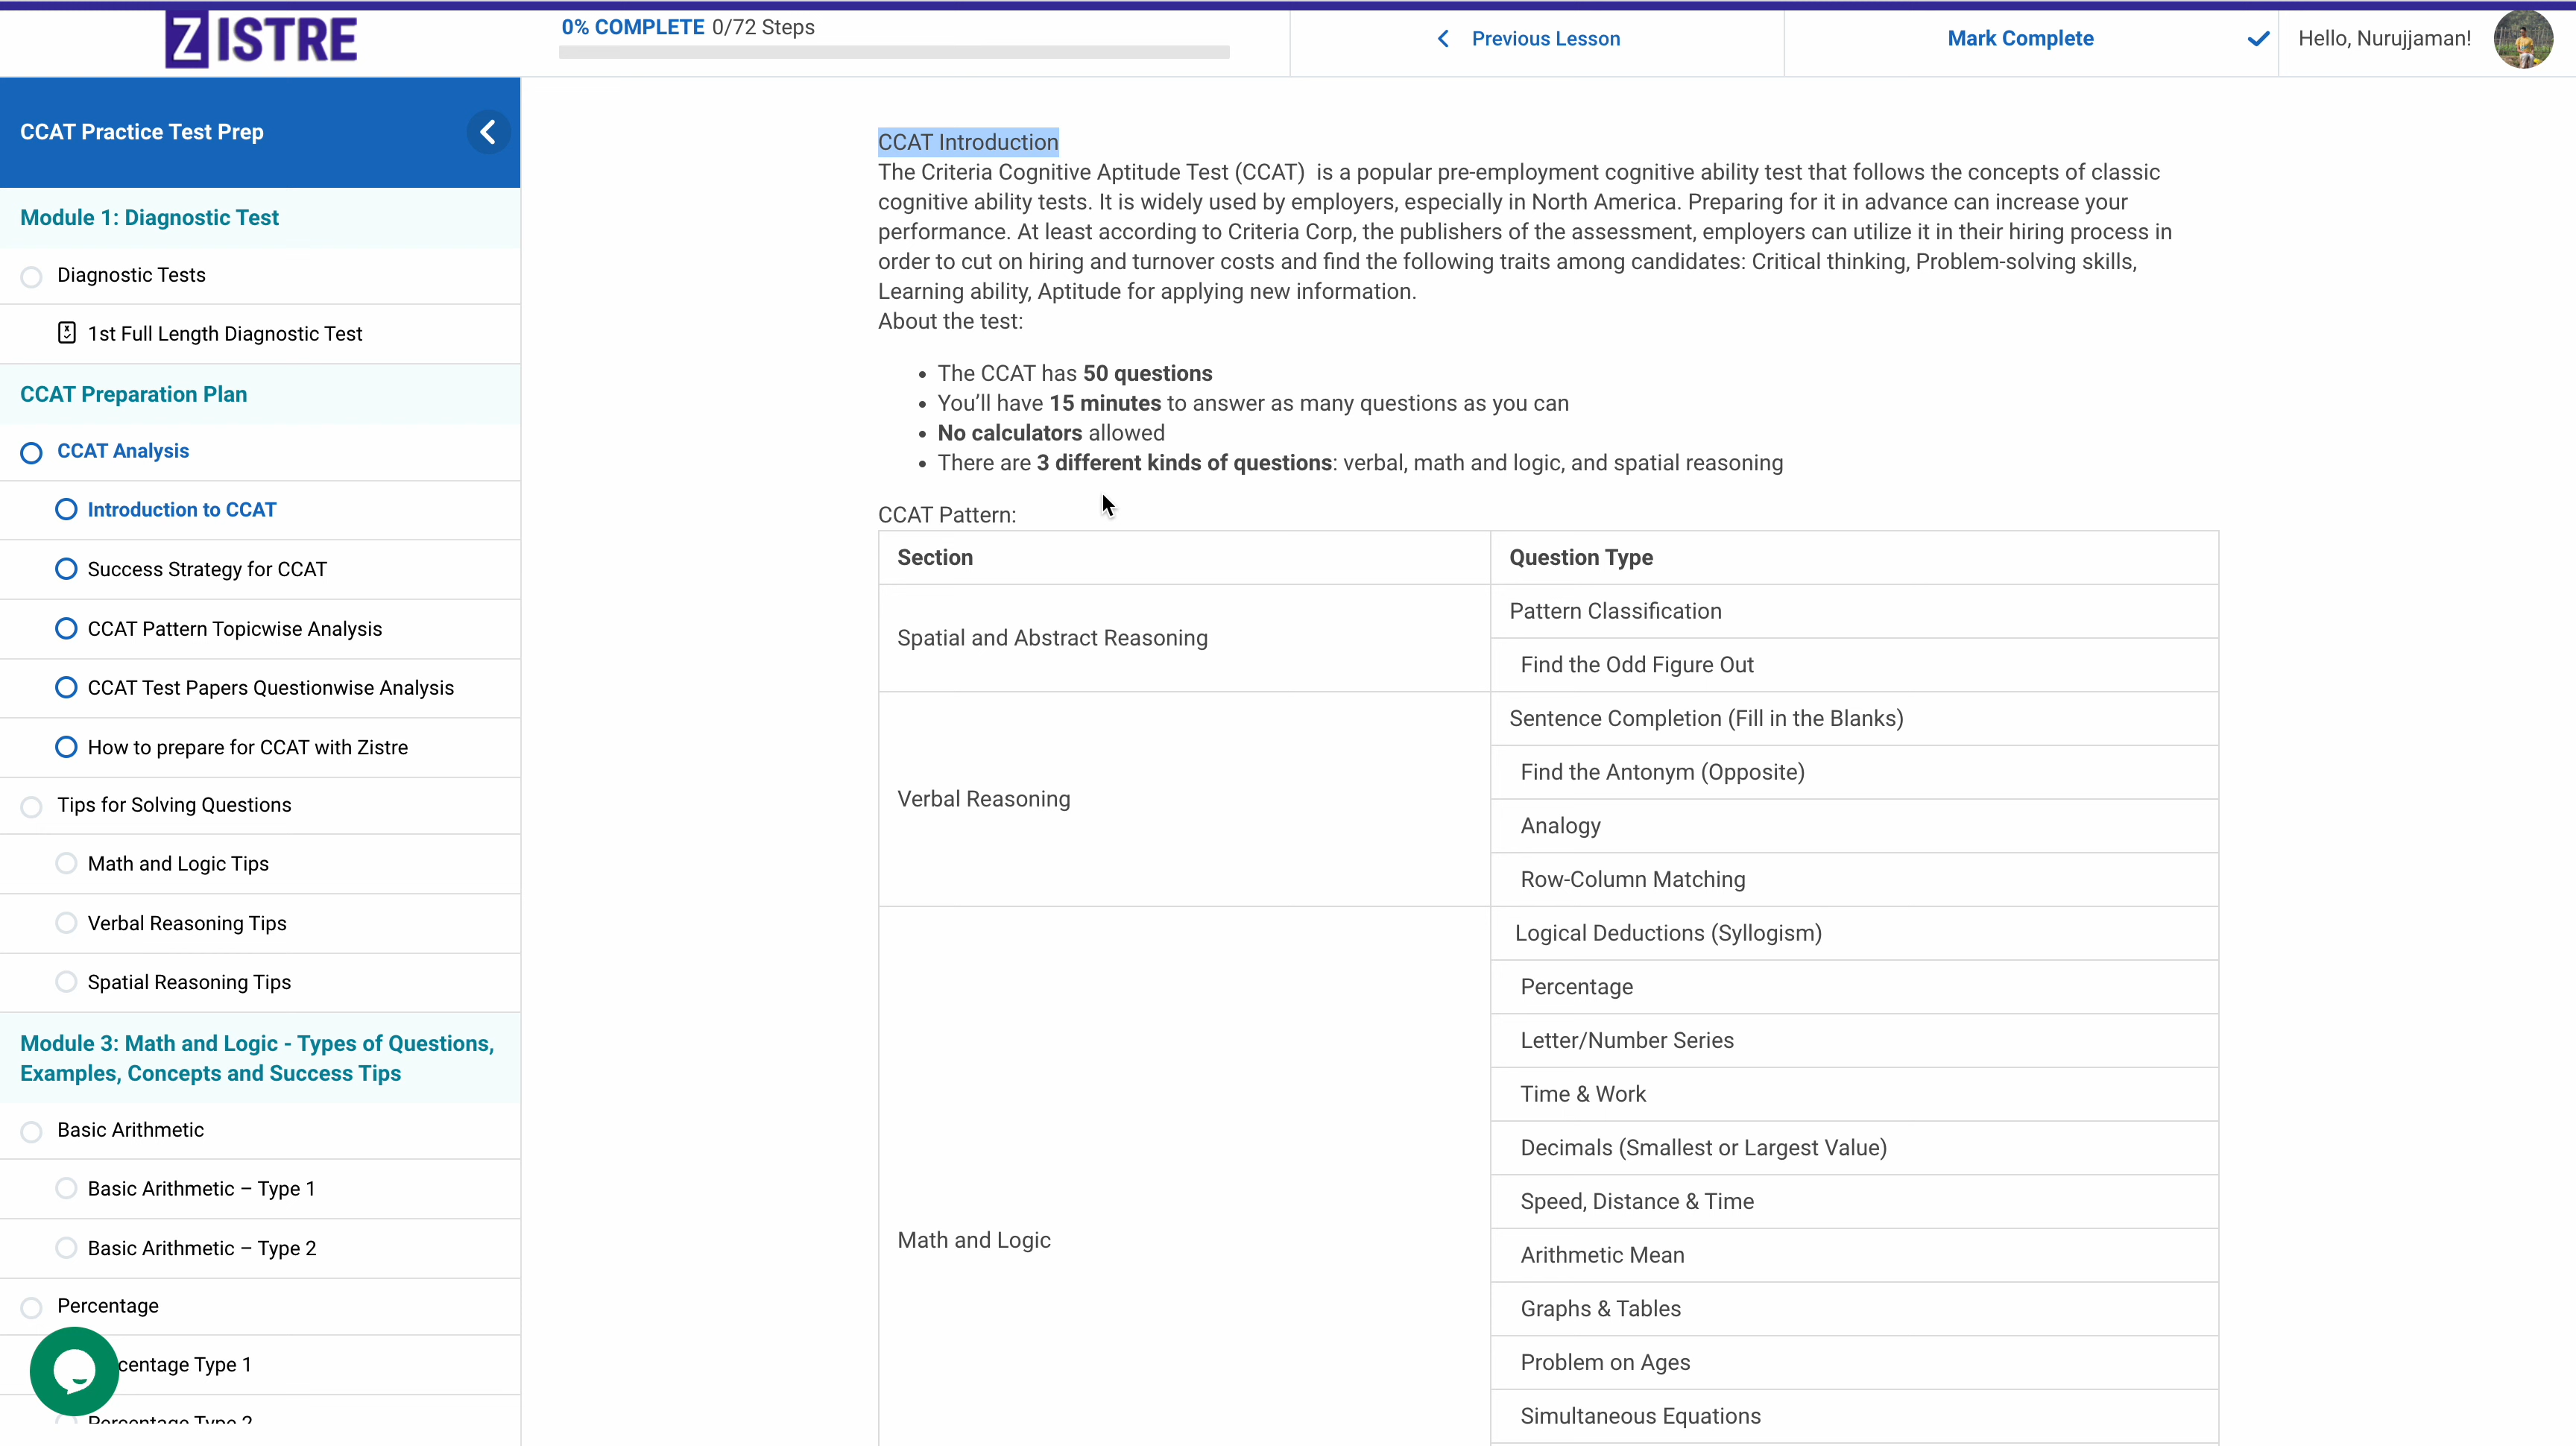 ZISTRE
0% COMPLETE 0/72 Steps
Previous Lesson
Mark Complete
Hello, Nurujjaman!
CCAT Practice Test Prep
Module 1: Diagnostic Test
Diagnostic Tests
1st Full Length Diagnostic Test
CCAT Preparation Plan
CCAT Analysis
Introduction to CCAT
Success Strategy for CCAT
CCAT Pattern Topicwise Analysis
CCAT Test Papers Questionwise Analysis
How to prepare for CCAT with Zistre
Tips for Solving Questions
Math and Logic Tips
Verbal Reasoning Tips
Spatial Reasoning Tips
Module 3: Math and Logic - Types of Questions,
Examples, Concepts and Success Tips
Basic Arithmetic
Basic Arithmetic – Type 1
Basic Arithmetic – Type 2
Percentage
centage Type 1
Percentage Type 2
CCAT Introduction
The Criteria Cognitive Aptitude Test (CCAT)  is a popular pre-employment cognitive ability test that follows the concepts of classic
cognitive ability tests. It is widely used by employers, especially in North America. Preparing for it in advance can increase your
performance. At least according to Criteria Corp, the publishers of the assessment, employers can utilize it in their hiring process in
order to cut on hiring and turnover costs and find the following traits among candidates: Critical thinking, Problem-solving skills,
Learning ability, Aptitude for applying new information.
About the test:
• The CCAT has 50 questions
• You’ll have 15 minutes to answer as many questions as you can
• No calculators allowed
• There are 3 different kinds of questions: verbal, math and logic, and spatial reasoning
CCAT Pattern:
Section
Question Type
Spatial and Abstract Reasoning
Pattern Classification
Find the Odd Figure Out
Verbal Reasoning
Sentence Completion (Fill in the Blanks)
Find the Antonym (Opposite)
Analogy
Row-Column Matching
Math and Logic
Logical Deductions (Syllogism)
Percentage
Letter/Number Series
Time & Work
Decimals (Smallest or Largest Value)
Speed, Distance & Time
Arithmetic Mean
Graphs & Tables
Problem on Ages
Simultaneous Equations